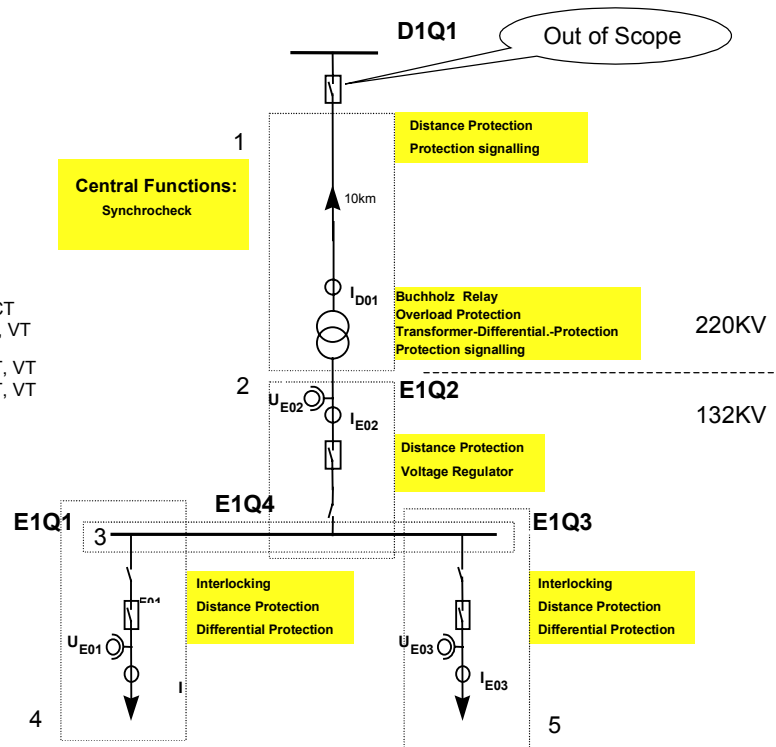 D1Q1
Out of Scope
Distance Protection
Protection signalling
1
Central Functions:
Synchrocheck
10km
I D01
CT
, VT
T, VT
T, VT
Buchholz Relay
Overload Protection
Transformer-Differential.-Protection
Protection signalling
220KV
2
E1Q2
132KV
U E02
I E02
Distance Protection
Voltage Regulator
E1Q4
E1Q1
E1Q3
3
Interlocking
Distance Protection
Differential Protection
Interlocking
Distance Protection
Differential Protection
U E01
I
U E03
I E03
4
5